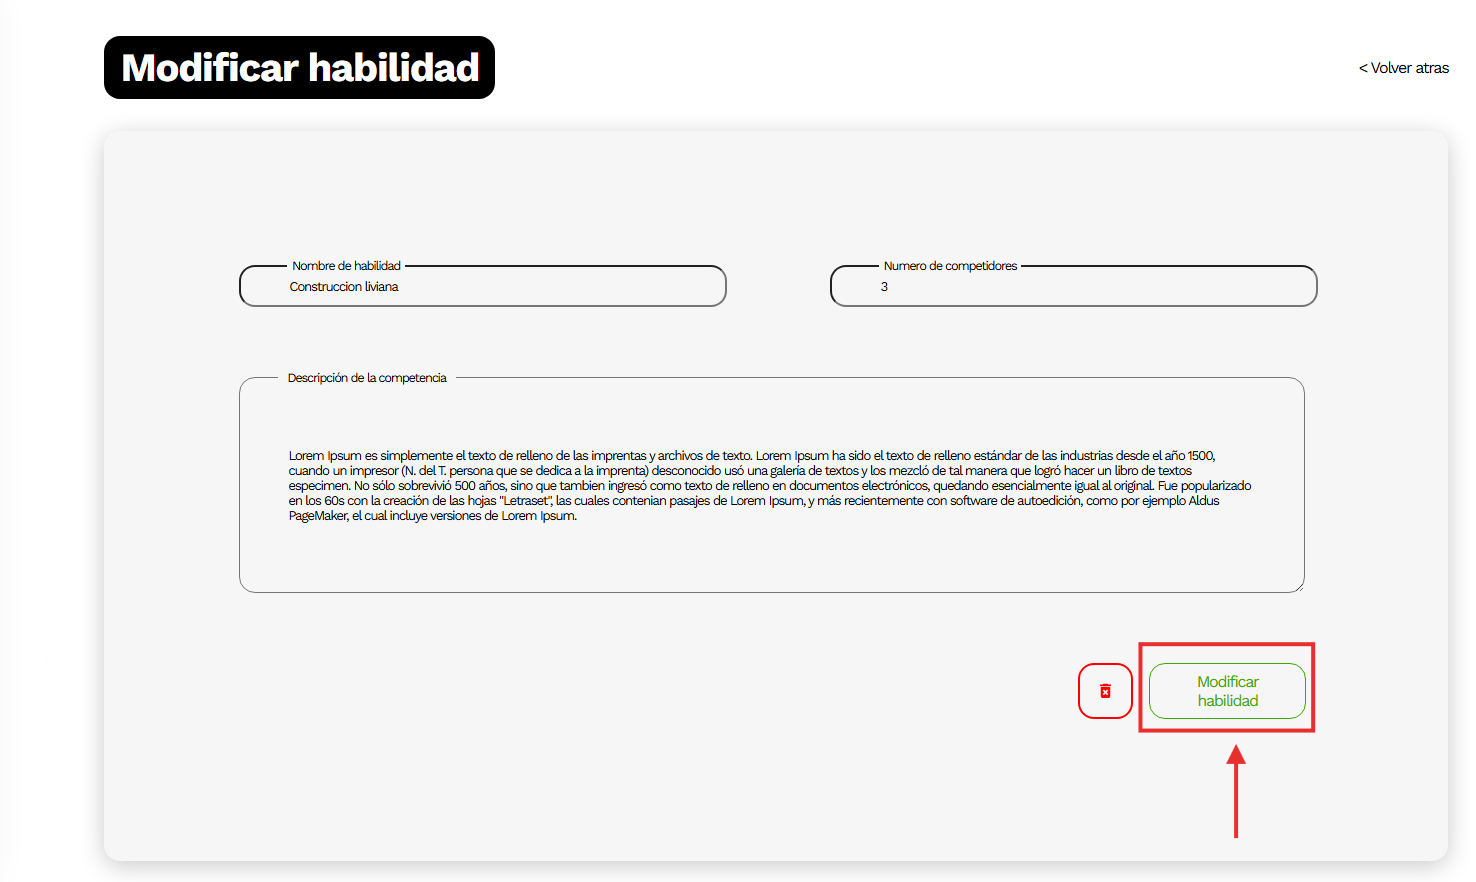 Modificar habilidad
< Volver atras
Nombre de habilidad
Construccion liviana
Numero de competidores
3
Descripción de la competencia
Lorem Ipsum es simplemente el texto de relleno de las imprentas y archivos de texto. Lorem Ipsum ha sido el texto de relleno estándar de las industrias desde el año 1500,
cuando un impresor (N. del T. persona que se dedica a la imprenta) desconocido usó una galería de textos y los mezcló de tal manera que logró hacer un libro de textos
especimen. No sólo sobrevivió 500 años, sino que tambien ingresó como texto de relleno en documentos electrónicos, quedando esencialmente igual al original. Fue popularizado
en los 60s con la creación de las hojas "Letraset", las cuales contenian pasajes de Lorem Ipsum, y más recientemente con software de autoedición, como por ejemplo Aldus
PageMaker, el cual incluye versiones de Lorem Ipsum.
Modificar
habilidad